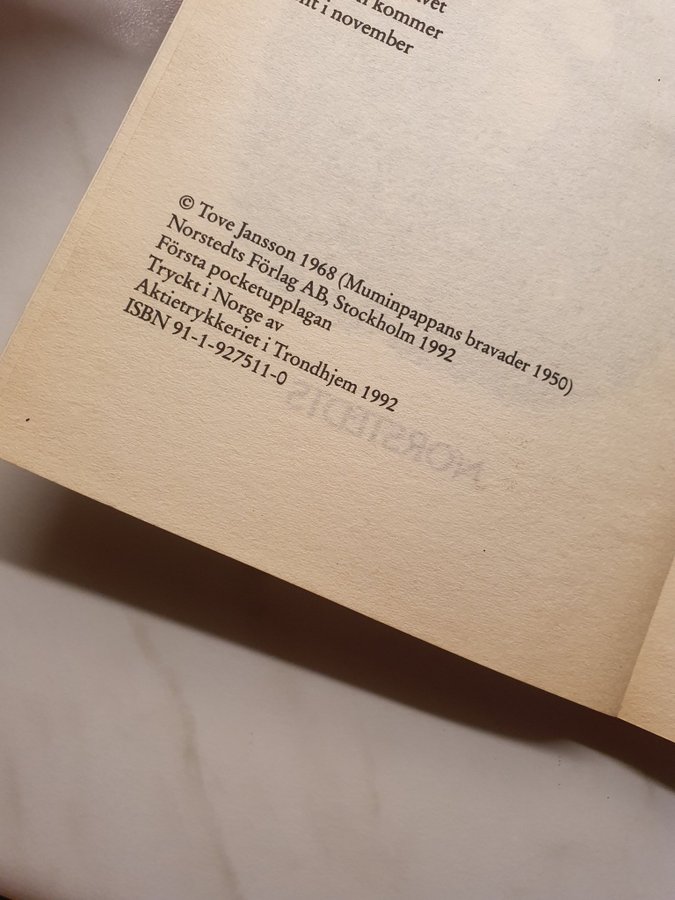 kommer
i november
© Tove Jansson 1968 (Muminpappans bravader 1950)
Norstedts Förlag AB, Stockholm 1992
Första pocketupplagan
Tryckt i Norge av
Aktietrykkeriet i Trondhjem 1992
ISBN 91-1-927511-0
NORSTEDTS